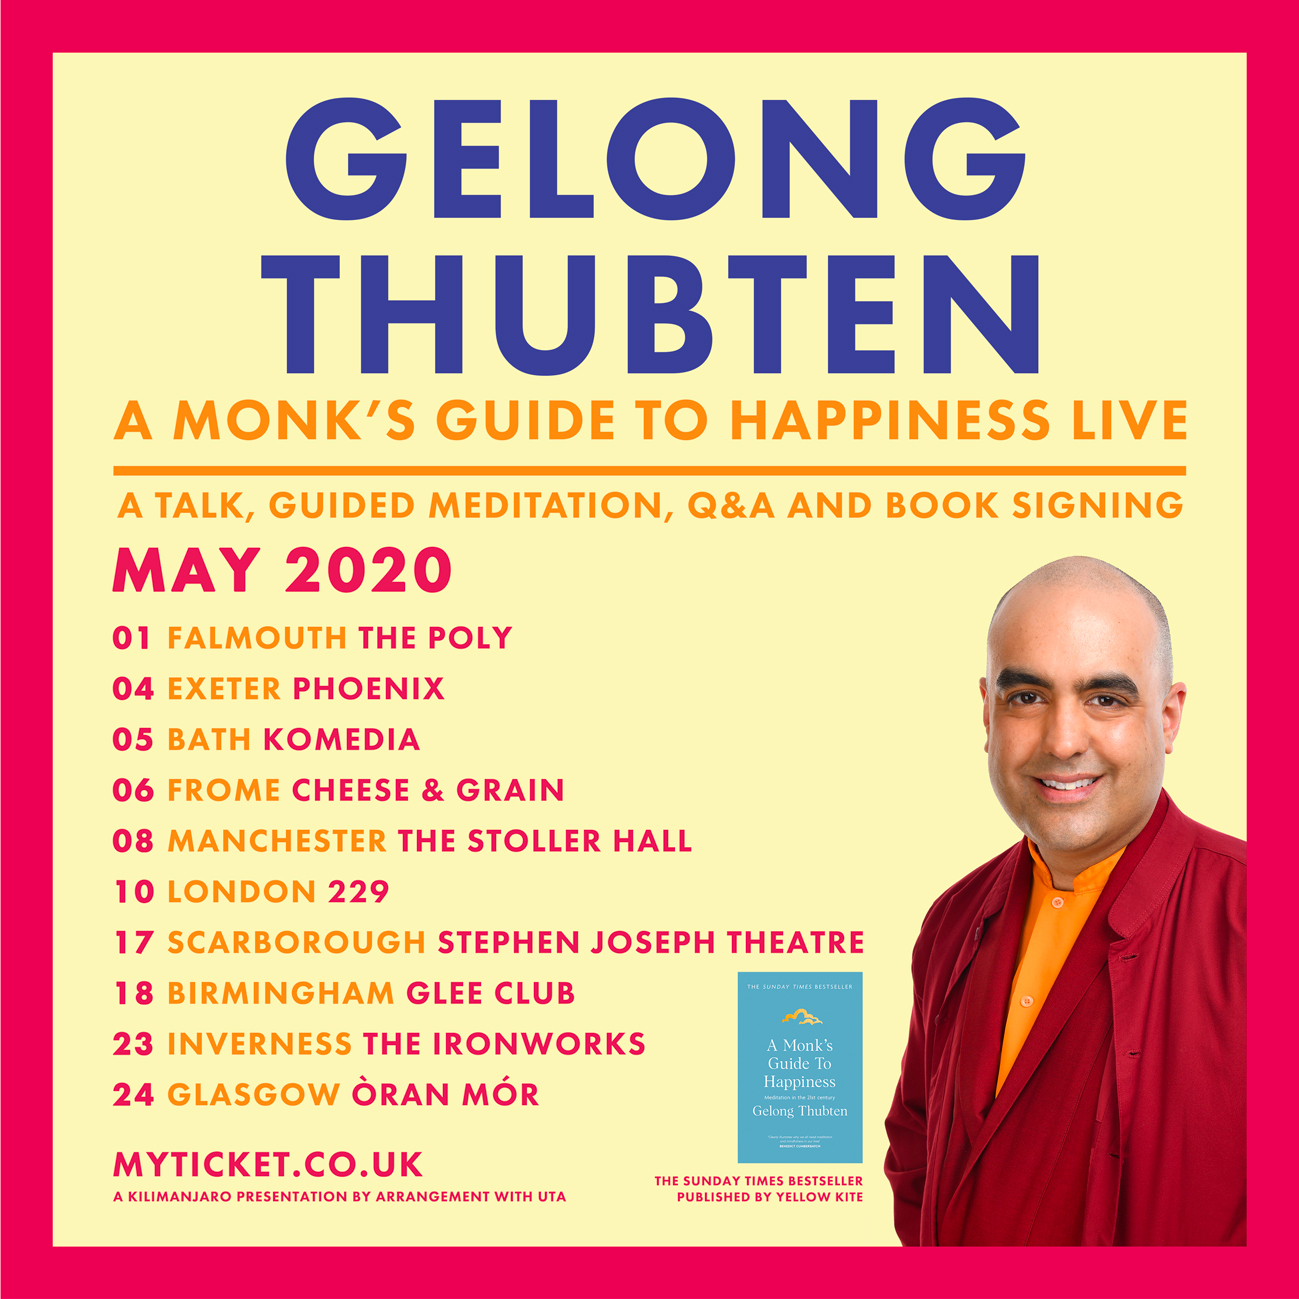 GELONG
THUBTEN
A MONK’S GUIDE TO HAPPINESS LIVE
A TALK, GUIDED MEDITATION, Q&A AND BOOK SIGNING
MAY 2020
01 FALMOUTH THE POLY
04 EXETER PHOENIX
05 BATH KOMEDIA
06 FROME CHEESE & GRAIN
08 MANCHESTER THE STOLLER HALL
10 LONDON 229
17 SCARBOROUGH STEPHEN JOSEPH THEATRE
18 BIRMINGHAM GLEE CLUB
23 INVERNESS THE IRONWORKS
24 GLASGOW ÒRAN MÓR
MYTICKET.CO.UK
A KILIMANJARO PRESENTATION BY ARRANGEMENT WITH UTA
THE SUNDAY TIMES BESTSELLER
A Monk's
Guide To
Happiness
Meditation in the 21st century
Gelong Thubten
BENEDICT CUMBERBATCH
THE SUNDAY TIMES BESTSELLER
PUBLISHED BY YELLOW KITE